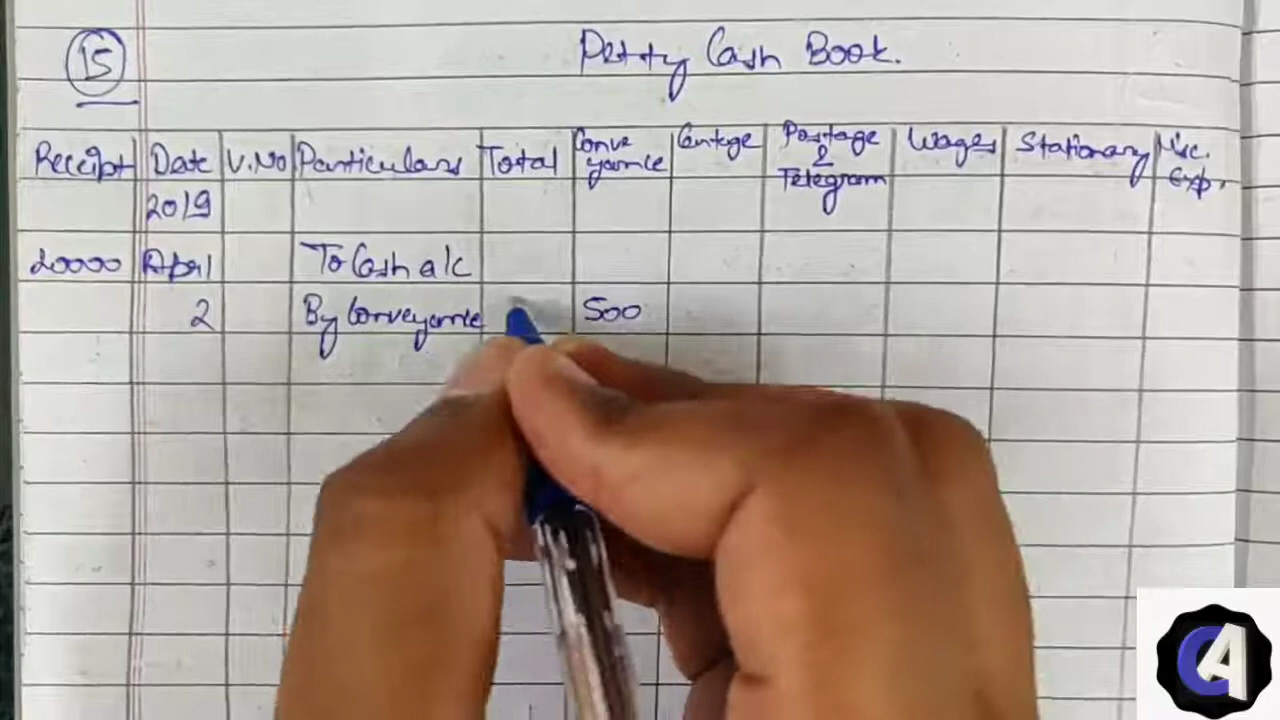 15
Petty Cash Book.
Receipt Date V.No Particulars Total Conveyance Cartage Postage & Telegram Wages Stationary Misc. Exp.
2019
20000 April To Cash a/c
2 By Conveyance 500
CA